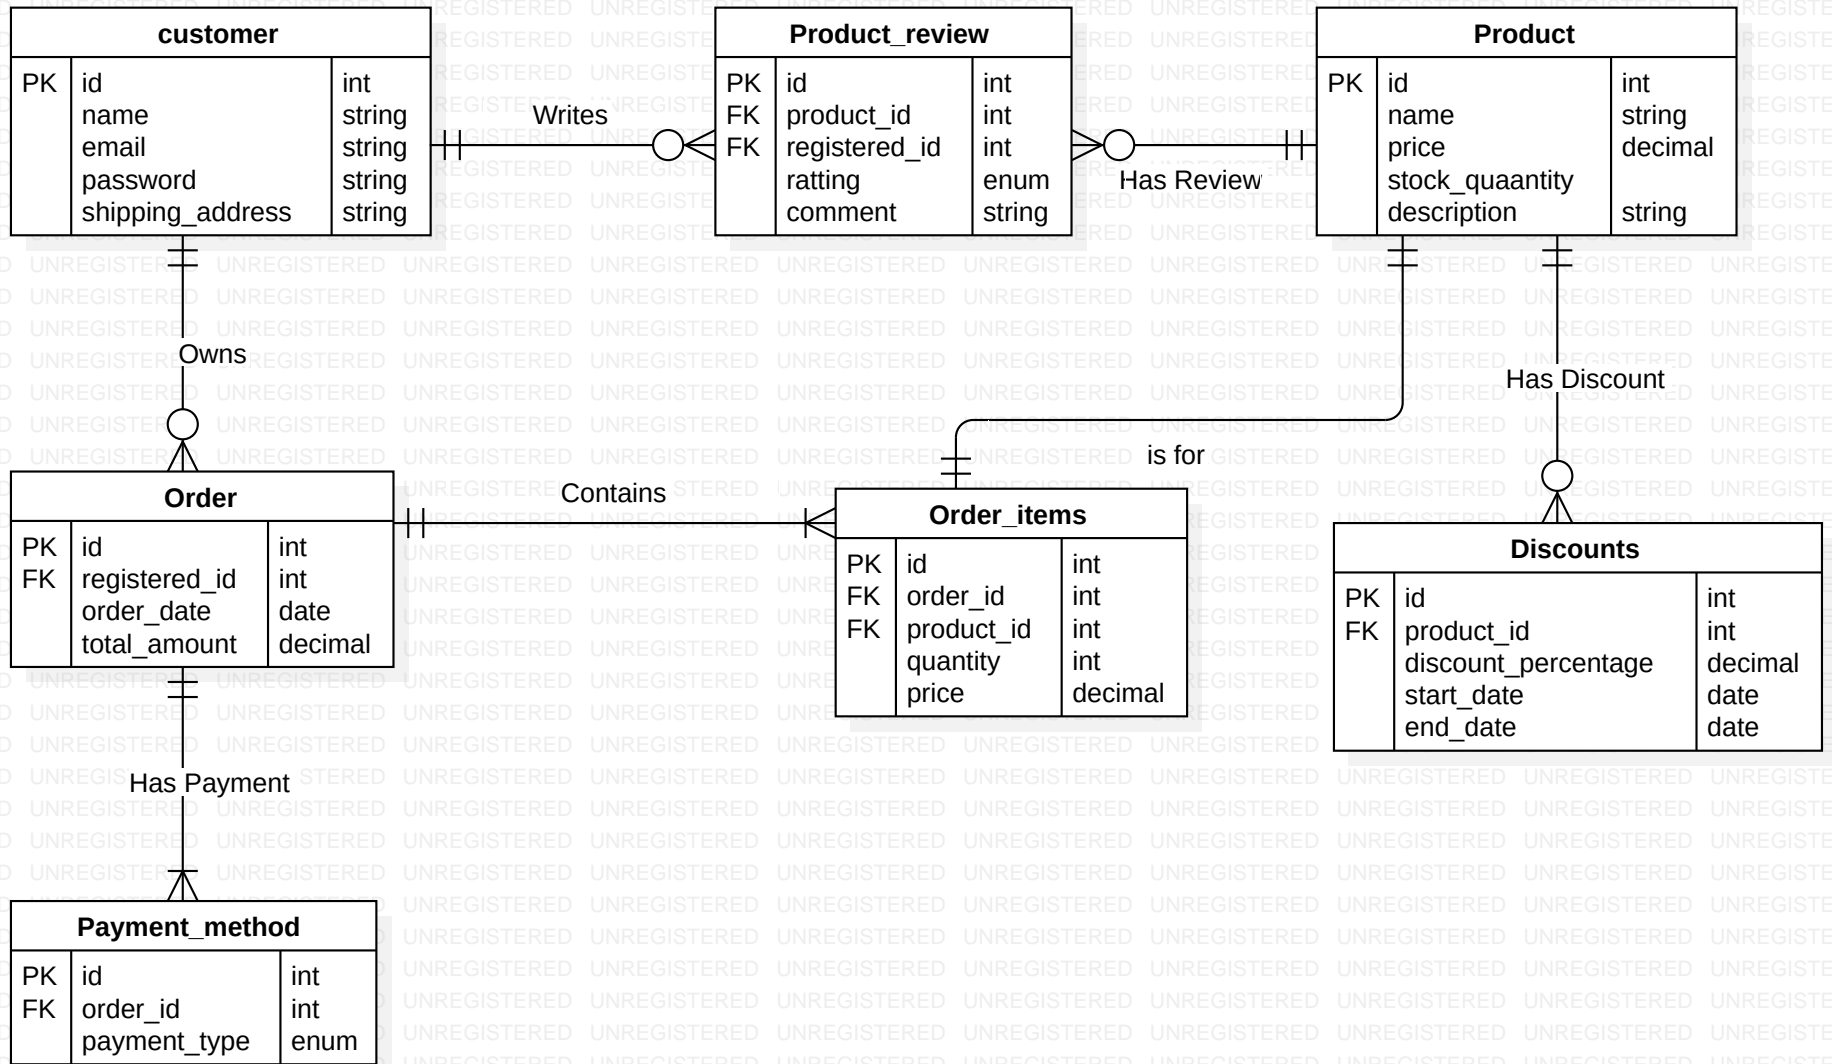 customer
PK id int
name string
email string
password string
shipping_address string
Writes
Product_review
PK id int
FK product_id int
FK registered_id int
ratting enum
comment string
Has Review
Product
PK id int
name string
price decimal
stock_quaantity
description string
Owns
Has Discount
is for
Order
PK id int
FK registered_id int
order_date date
total_amount decimal
Contains
Order_items
PK id int
FK order_id int
FK product_id int
quantity int
price decimal
Discounts
PK id int
FK product_id int
discount_percentage decimal
start_date date
end_date date
Has Payment
Payment_method
PK id int
FK order_id int
payment_type enum
UNREGISTERED